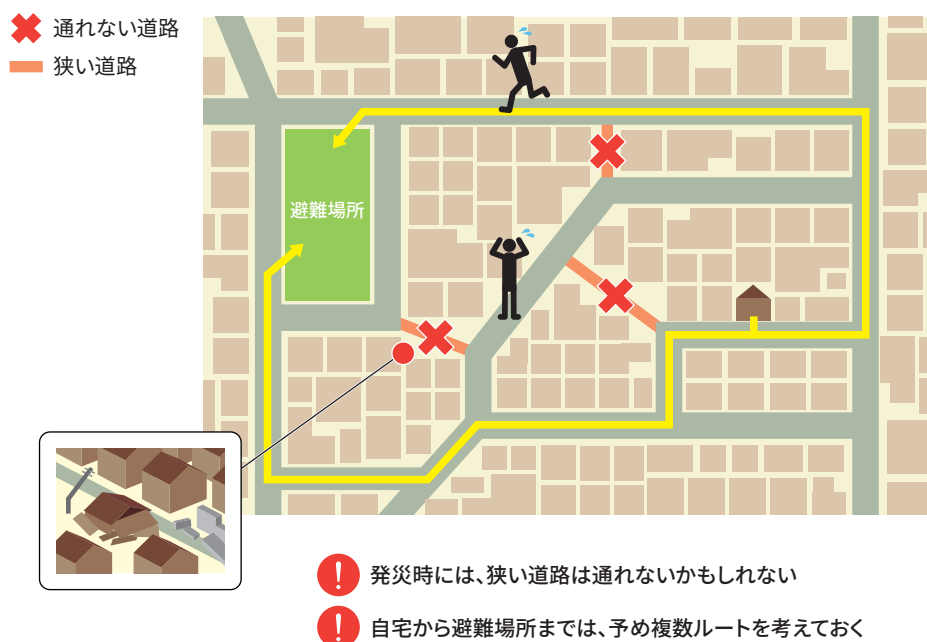 通れない道路
狭い道路
避難場所
発災時には、狭い道路は通れないかもしれない
自宅から避難場所までは、予め複数ルートを考えておく